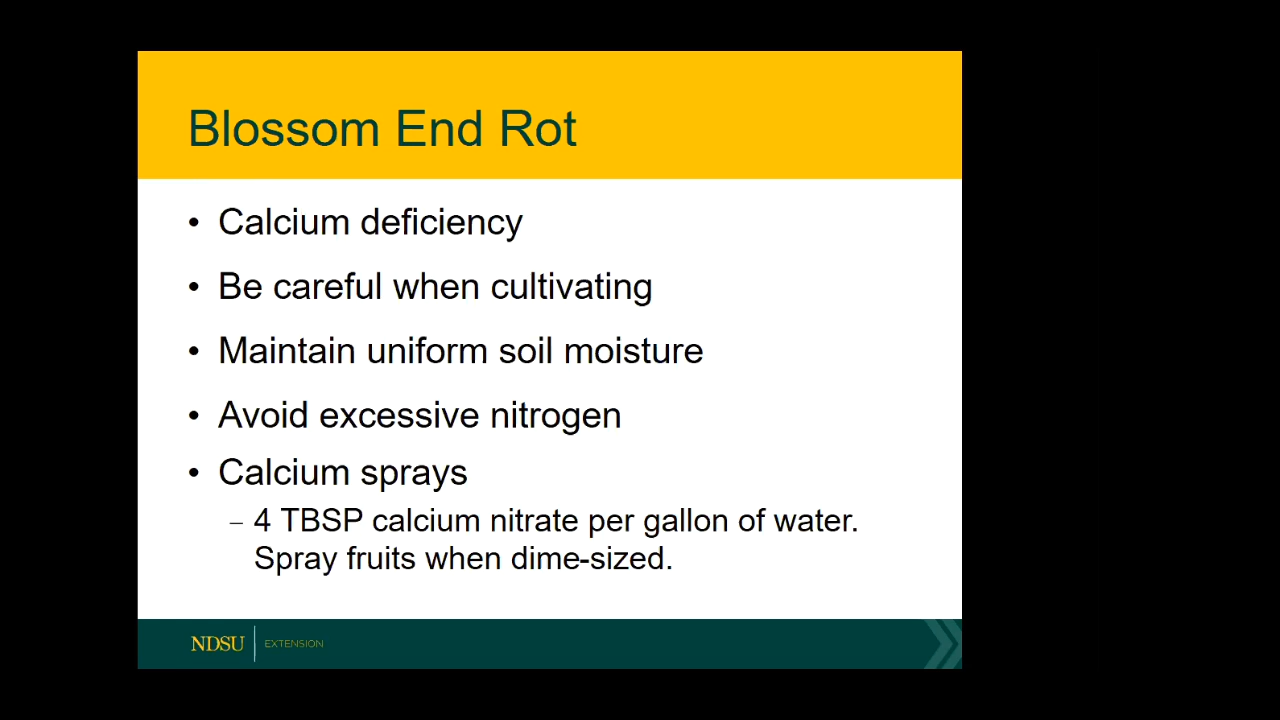 Blossom End Rot
• Calcium deficiency
• Be careful when cultivating
• Maintain uniform soil moisture
• Avoid excessive nitrogen
• Calcium sprays
– 4 TBSP calcium nitrate per gallon of water.
Spray fruits when dime-sized.
NDSU EXTENSION